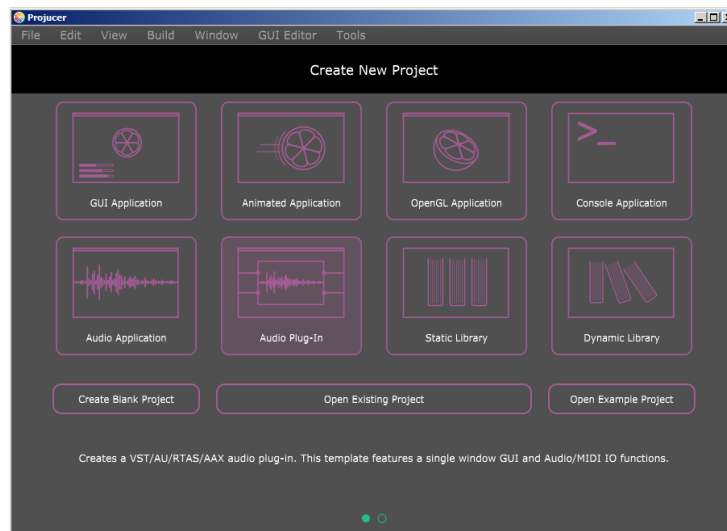 Projucer
File Edit View Build Window GUI Editor Tools
Create New Project
>_
GUI Application Animated Application OpenGL Application Console Application
Audio Application Audio Plug-In Static Library Dynamic Library
Create Blank Project Open Existing Project Open Example Project
Creates a VST/AU/RTAS/AAX audio plug-in. This template features a single window GUI and Audio/MIDI IO functions.